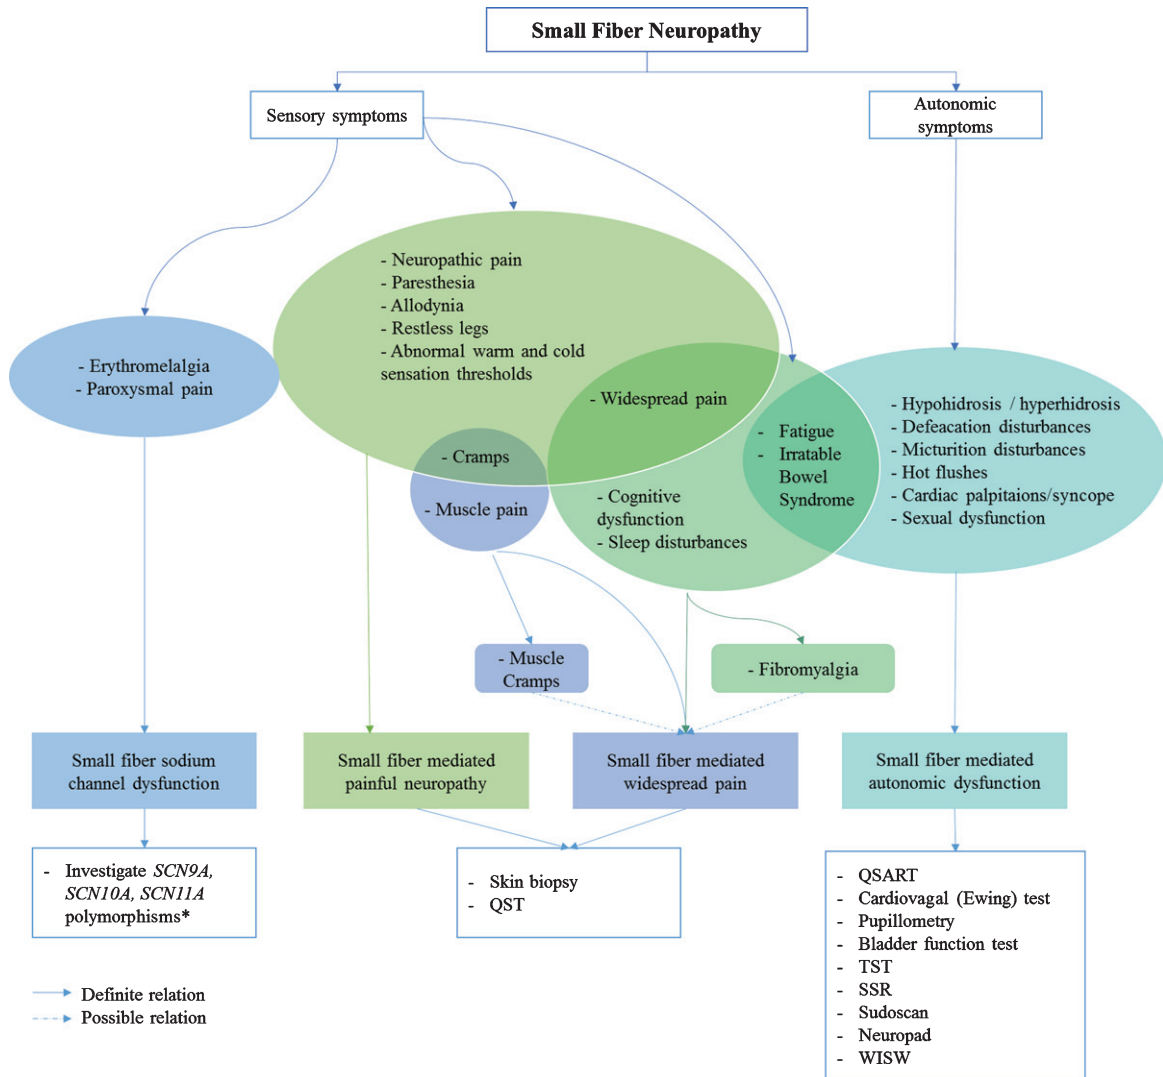 Small Fiber Neuropathy
Sensory symptoms
Autonomic
symptoms
- Neuropathic pain
- Paresthesia
- Allodynia
- Restless legs
- Abnormal warm and cold
sensation thresholds
- Erythromelalgia
- Paroxysmal pain
- Widespread pain
- Cramps
- Muscle pain
- Cognitive
dysfunction
- Sleep disturbances
- Fatigue
- Irratable
Bowel
Syndrome
- Hypohidrosis / hyperhidrosis
- Defeacation disturbances
- Micturition disturbances
- Hot flushes
- Cardiac palpitaions/syncope
- Sexual dysfunction
- Muscle
Cramps
- Fibromyalgia
Small fiber sodium
channel dysfunction
Small fiber mediated
painful neuropathy
Small fiber mediated
widespread pain
Small fiber mediated
autonomic dysfunction
- Investigate SCN9A,
SCN10A, SCN11A
polymorphisms*
- Skin biopsy
- QST
- QSART
- Cardiovagal (Ewing) test
- Pupillometry
- Bladder function test
- TST
- SSR
- Sudoscan
- Neuropad
- WISW
Definite relation
Possible relation